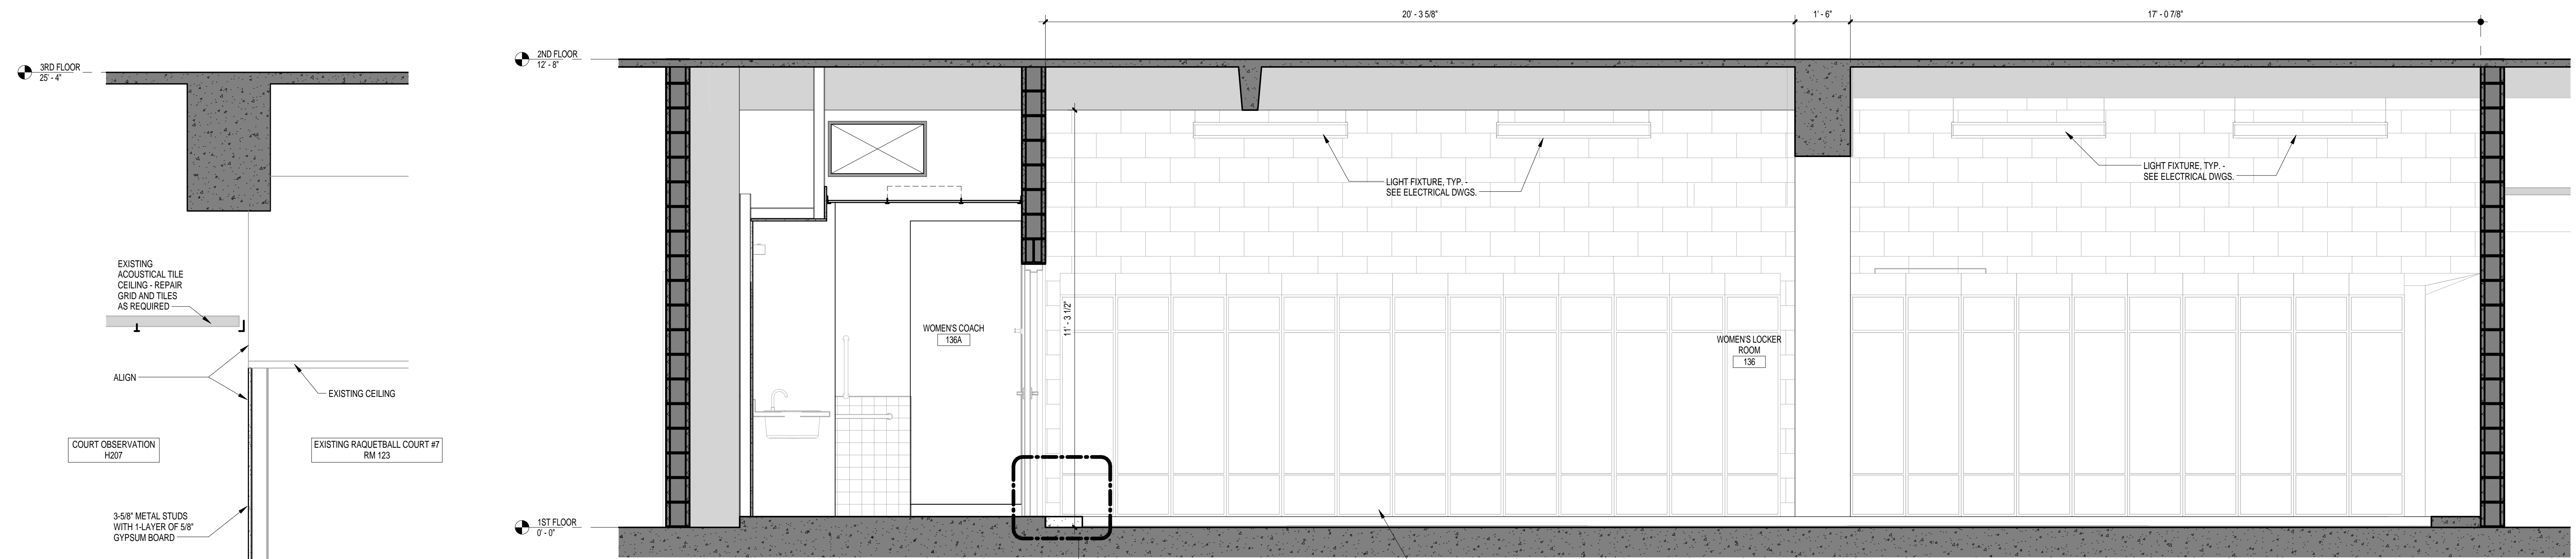 3RD FLOOR
25' - 4"
EXISTING
ACOUSTICAL TILE
CEILING - REPAIR
GRID AND TILES
AS REQUIRED
ALIGN
EXISTING CEILING
COURT OBSERVATION
H207
EXISTING RAQUETBALL COURT #7
RM 123
3-5/8" METAL STUDS
WITH 1-LAYER OF 5/8"
GYPSUM BOARD
2ND FLOOR
12' - 8"
20' - 3 5/8"
1' - 6"
17' - 0 7/8"
LIGHT FIXTURE, TYP. -
SEE ELECTRICAL DWGS.
LIGHT FIXTURE, TYP. -
SEE ELECTRICAL DWGS.
11' - 3 1/2"
WOMEN'S COACH
136A
WOMEN'S LOCKER
ROOM
136
1ST FLOOR
0' - 0"